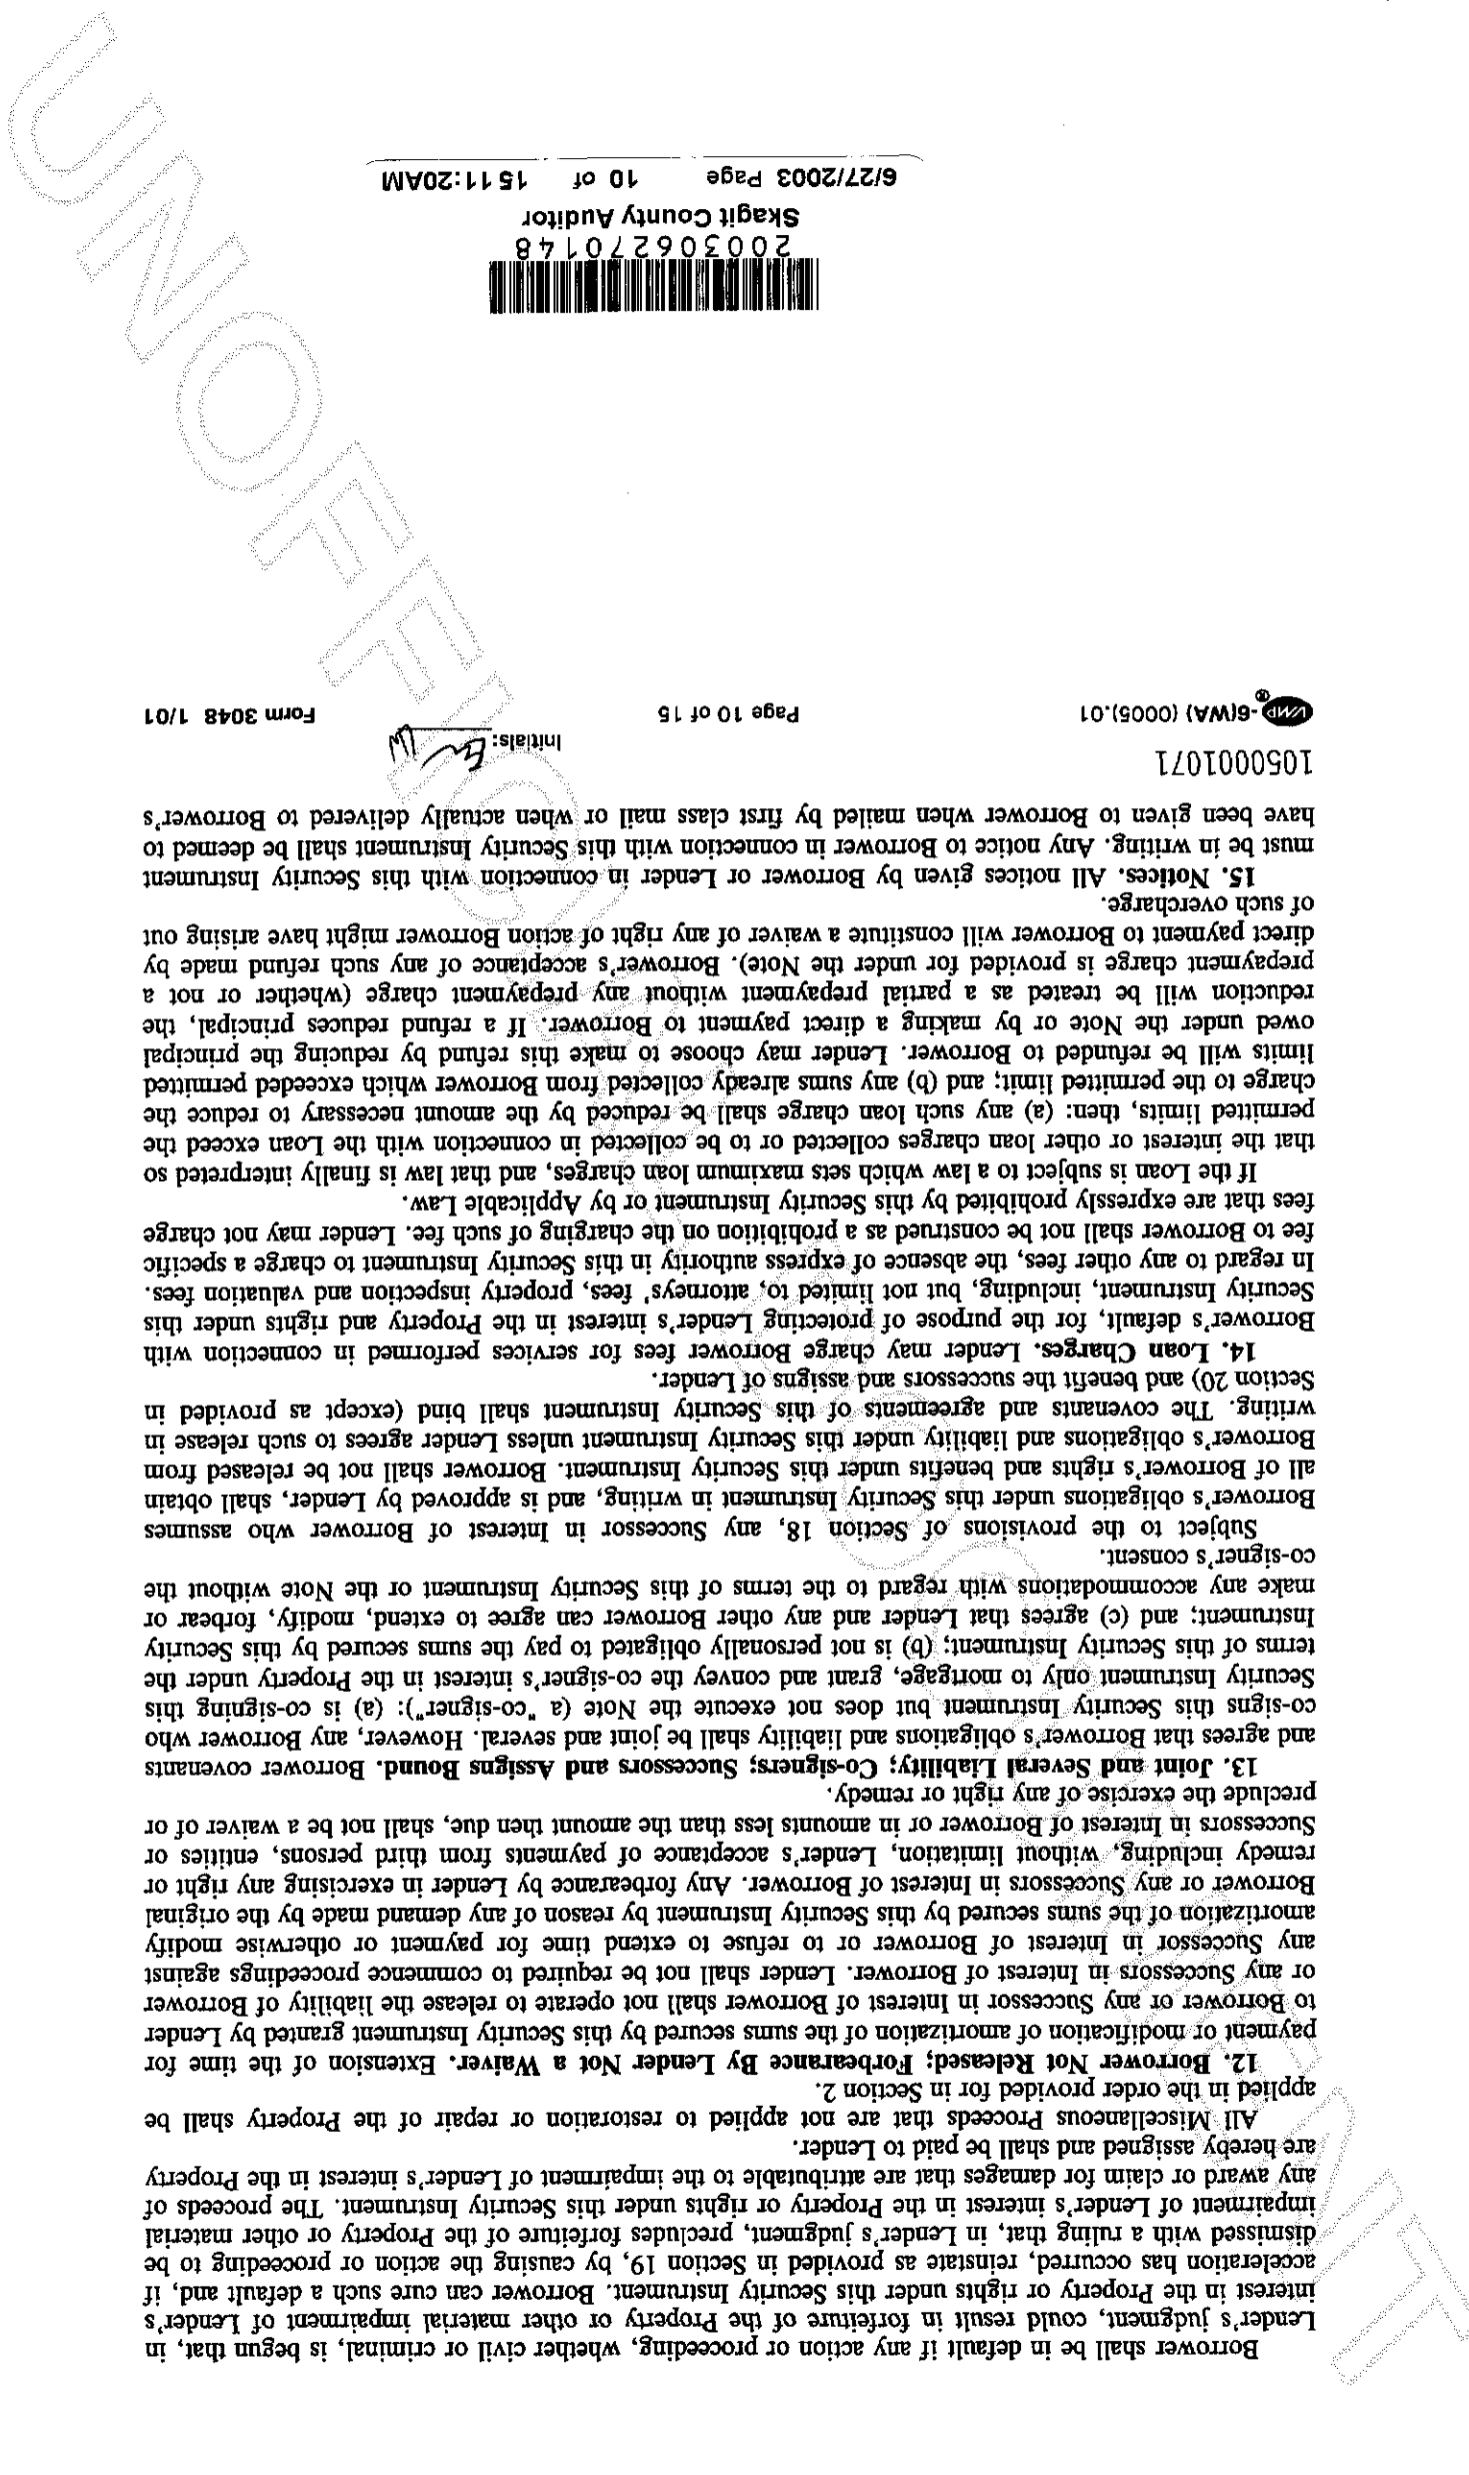 Borrower shall be in default if any action or proceeding, whether civil or criminal, is begun that, in
Lender's judgment, could result in forfeiture of the Property or other material impairment of Lender's
interest in the Property or rights under this Security Instrument. Borrower can cure such a default and, if
acceleration has occurred, reinstate as provided in Section 19, by causing the action or proceeding to be
dismissed with a ruling that, in Lender's judgment, precludes forfeiture of the Property or other material
impairment of Lender's interest in the Property or rights under this Security Instrument. The proceeds of
any award or claim for damages that are attributable to the impairment of Lender's interest in the Property
are hereby assigned and shall be paid to Lender.
All Miscellaneous Proceeds that are not applied to restoration or repair of the Property shall be
applied in the order provided for in Section 2.
12. Borrower Not Released; Forbearance By Lender Not a Waiver. Extension of the time for
payment or modification of amortization of the sums secured by this Security Instrument granted by Lender
to Borrower or any Successor in Interest of Borrower shall not operate to release the liability of Borrower
or any Successors in Interest of Borrower. Lender shall not be required to commence proceedings against
any Successor in Interest of Borrower or to refuse to extend time for payment or otherwise modify
amortization of the sums secured by this Security Instrument by reason of any demand made by the original
Borrower or any Successors in Interest of Borrower. Any forbearance by Lender in exercising any right or
remedy including, without limitation, Lender's acceptance of payments from third persons, entities or
Successors in Interest of Borrower or in amounts less than the amount then due, shall not be a waiver of or
preclude the exercise of any right or remedy.
13. Joint and Several Liability; Co-signers; Successors and Assigns Bound. Borrower covenants
and agrees that Borrower's obligations and liability shall be joint and several. However, any Borrower who
co-signs this Security Instrument but does not execute the Note (a "co-signer"): (a) is co-signing this
Security Instrument only to mortgage, grant and convey the co-signer's interest in the Property under the
terms of this Security Instrument; (b) is not personally obligated to pay the sums secured by this Security
Instrument; and (c) agrees that Lender and any other Borrower can agree to extend, modify, forbear or
make any accommodations with regard to the terms of this Security Instrument or the Note without the
co-signer's consent.
Subject to the provisions of Section 18, any Successor in Interest of Borrower who assumes
Borrower's obligations under this Security Instrument in writing, and is approved by Lender, shall obtain
all of Borrower's rights and benefits under this Security Instrument. Borrower shall not be released from
Borrower's obligations and liability under this Security Instrument unless Lender agrees to such release in
writing. The covenants and agreements of this Security Instrument shall bind (except as provided in
Section 20) and benefit the successors and assigns of Lender.
14. Loan Charges. Lender may charge Borrower fees for services performed in connection with
Borrower's default, for the purpose of protecting Lender's interest in the Property and rights under this
Security Instrument, including, but not limited to, attorneys' fees, property inspection and valuation fees.
In regard to any other fees, the absence of express authority in this Security Instrument to charge a specific
fee to Borrower shall not be construed as a prohibition on the charging of such fee. Lender may not charge
fees that are expressly prohibited by this Security Instrument or by Applicable Law.
If the Loan is subject to a law which sets maximum loan charges, and that law is finally interpreted so
that the interest or other loan charges collected or to be collected in connection with the Loan exceed the
permitted limits, then: (a) any such loan charge shall be reduced by the amount necessary to reduce the
charge to the permitted limit; and (b) any sums already collected from Borrower which exceeded permitted
limits will be refunded to Borrower. Lender may choose to make this refund by reducing the principal
owed under the Note or by making a direct payment to Borrower. If a refund reduces principal, the
reduction will be treated as a partial prepayment without any prepayment charge (whether or not a
prepayment charge is provided for under the Note). Borrower's acceptance of any such refund made by
direct payment to Borrower will constitute a waiver of any right of action Borrower might have arising out
of such overcharge.
15. Notices. All notices given by Borrower or Lender in connection with this Security Instrument
must be in writing. Any notice to Borrower in connection with this Security Instrument shall be deemed to
have been given to Borrower when mailed by first class mail or when actually delivered to Borrower's
1050001071
Initials:
VMP®-6(WA) (0005).01 Page 10 of 15 Form 3048 1/01
200306270148
Skagit County Auditor
6/27/2003 Page 10 of 15 11:20AM
UNOFFICIAL DOCUMENT